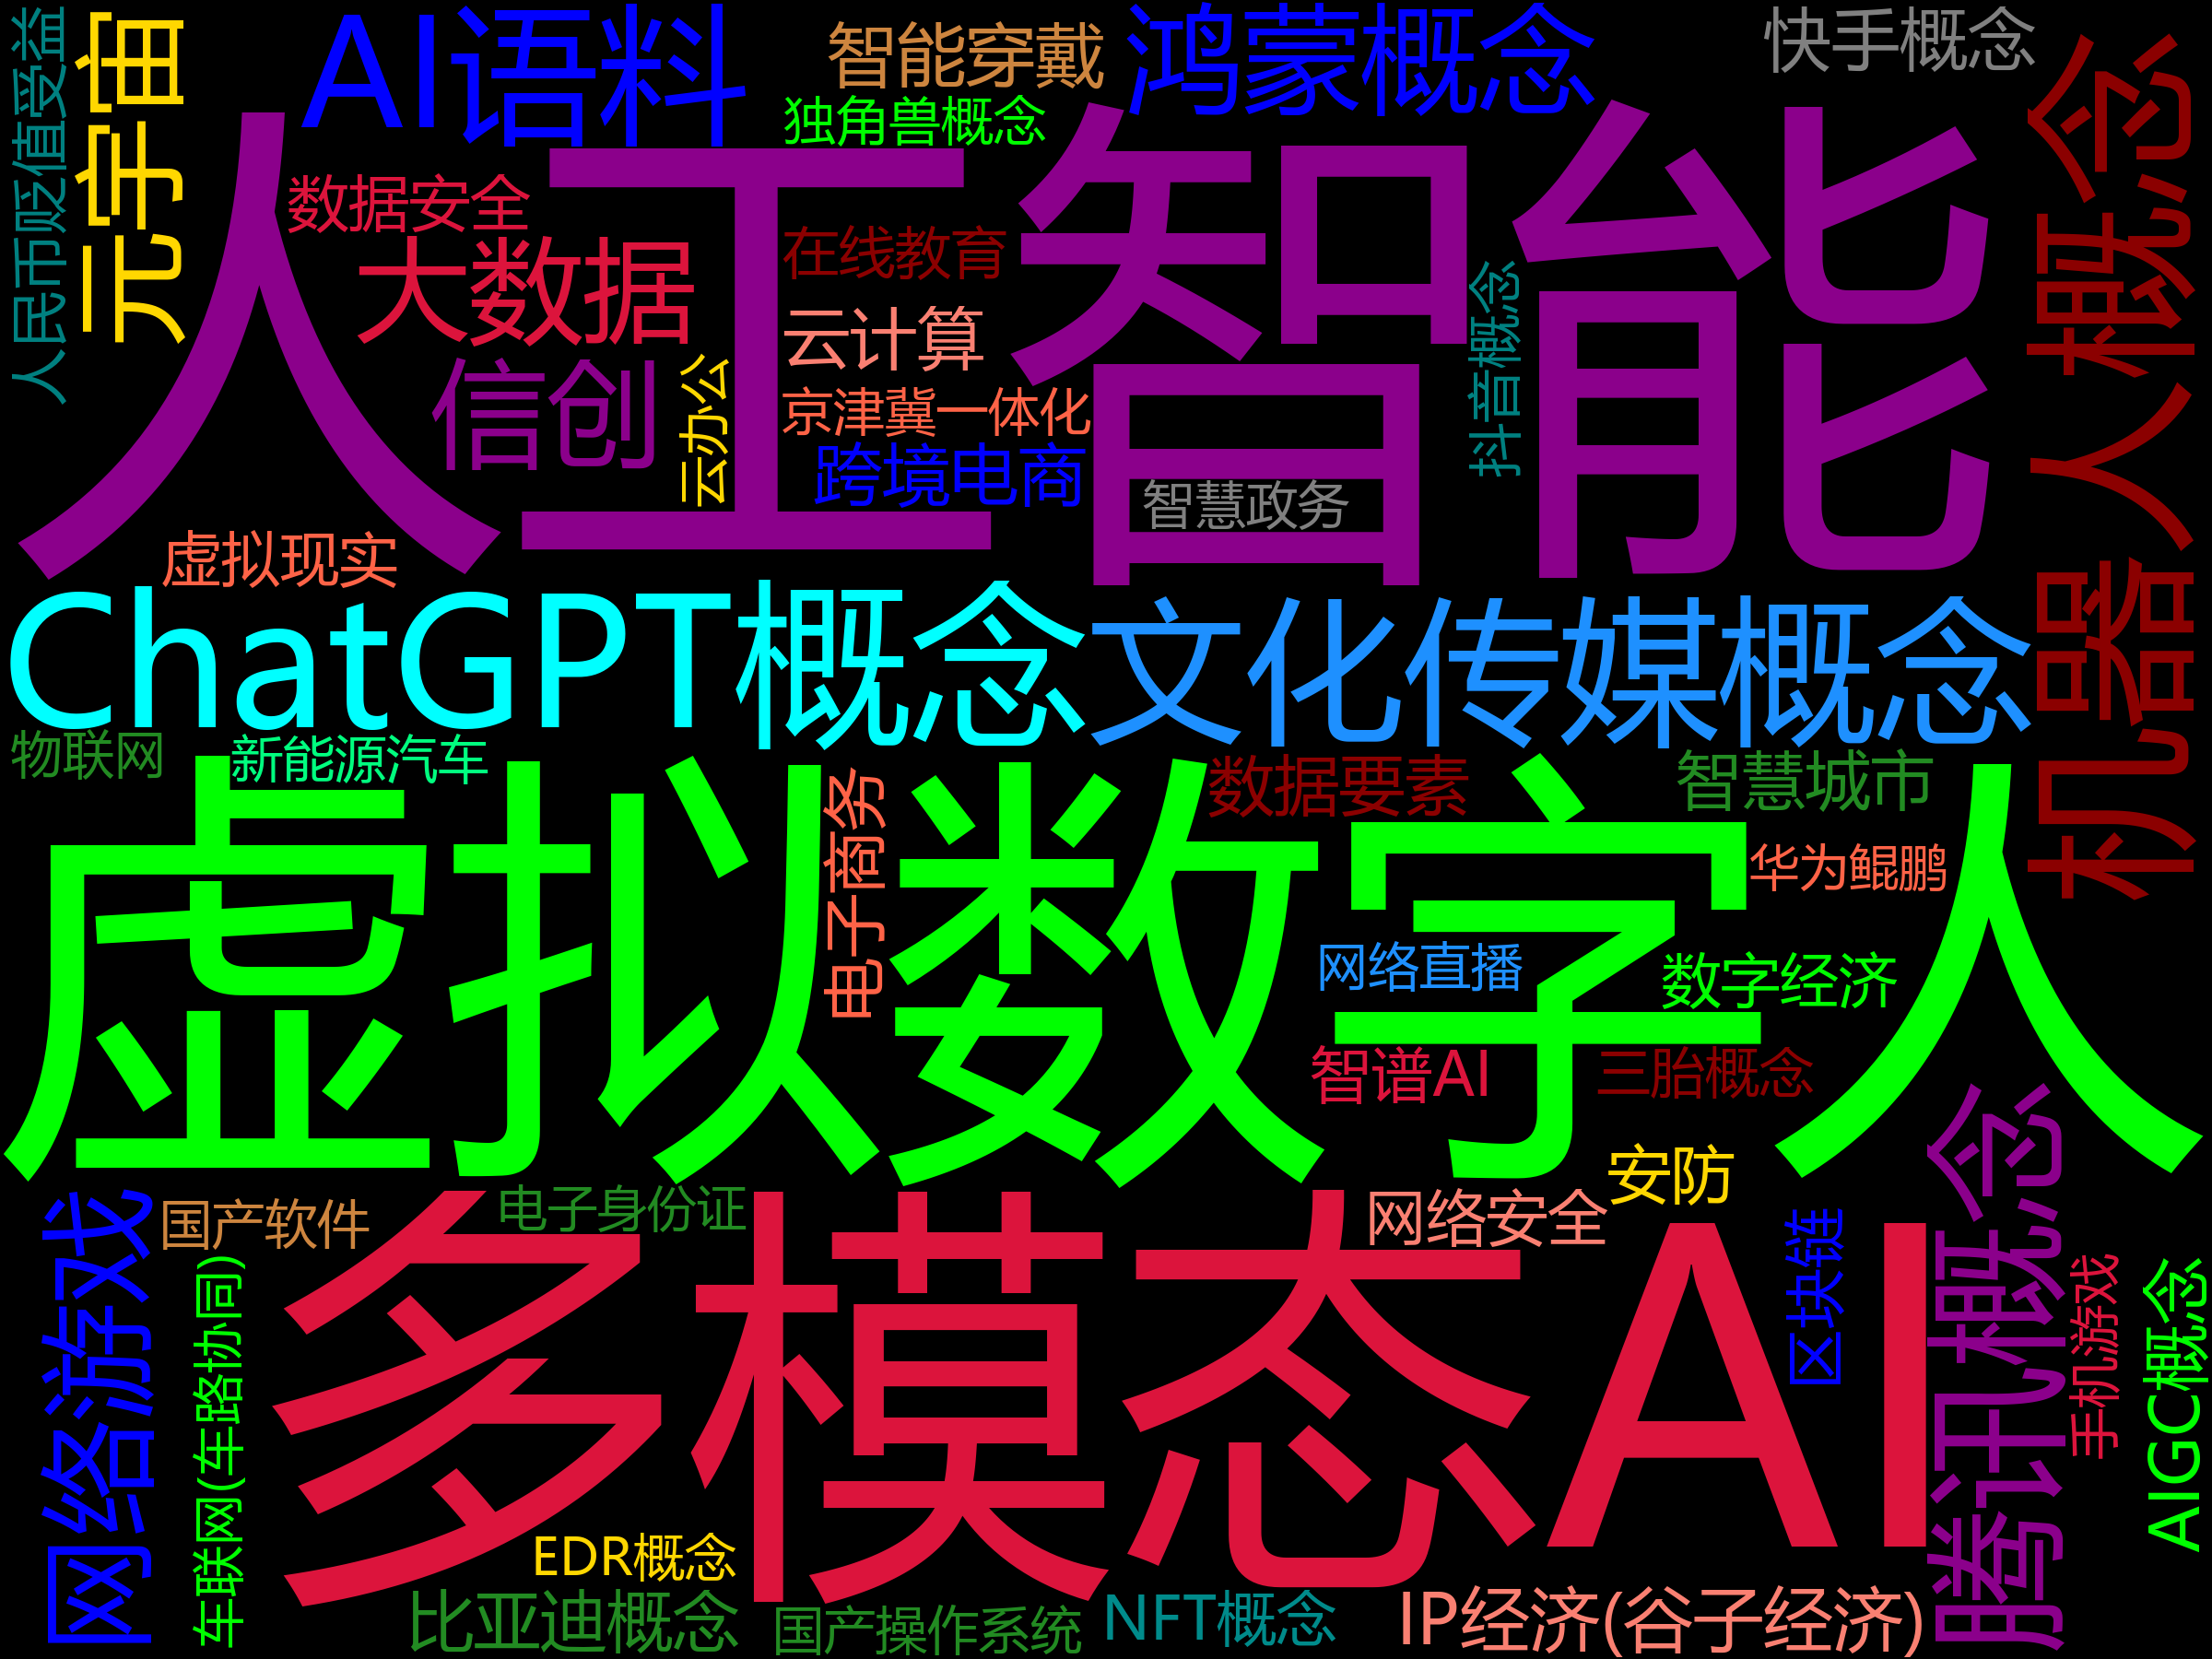 人民币贬值受益
元宇宙
AI语料
智能穿戴
鸿蒙概念
快手概念
独角兽概念
人工智能
机器人概念
数据安全
大数据
在线教育
云计算
抖音概念
信创
云办公
京津冀一体化
跨境电商
智慧政务
虚拟现实
ChatGPT概念
文化传媒概念
物联网
新能源汽车
数据要素
智慧城市
虚拟数字人
电子商务
华为鲲鹏
网络直播
数字经济
智谱AI
三胎概念
安防
网络游戏
国产软件
电子身份证
网络安全
区块链
腾讯概念
手机游戏
AIGC概念
车联网(车路协同)
多模态AI
EDR概念
比亚迪概念
国产操作系统
NFT概念
IP经济(谷子经济)